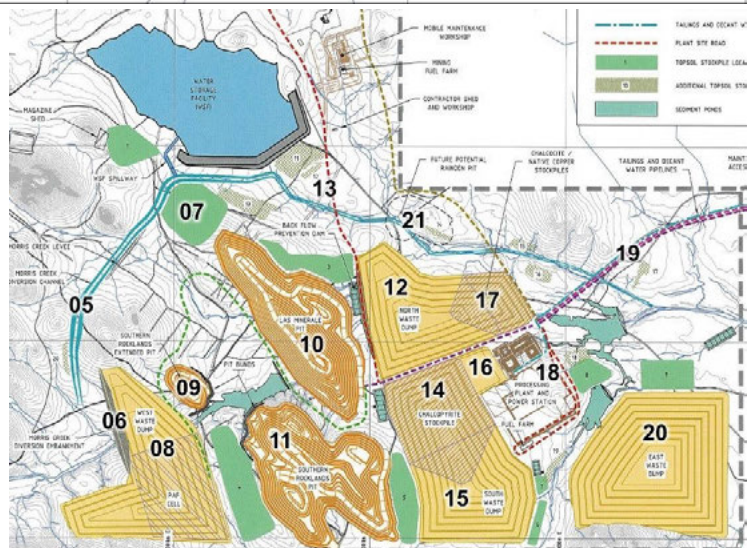 MOBILE MAINTENANCE
WORKSHOP
MINING
FUEL FARM
CONTRACTOR SHED
AND WORKSHOP
WATER
STORAGE
FACILITY
(WSF)
MAGAZINE
SHED
WSF SPILLWAY
TAILINGS AND DECANT
PLANT SITE ROAD
TOPSOIL STOCKPILE
ADDITIONAL TOPSOIL
SEDIMENT PONDS
CHALCOCITE /
NATIVE COPPER
STOCKPILES
TAILINGS AND DECANT
WATER PIPELINES
FUTURE POTENTIAL
RAINDEN PIT
13
21
07
BACK FLOW
PREVENTION DAM
19
MORRIS CREEK LEVEE
MORRIS CREEK
DIVERSION CHANNEL
05
12
17
NORTH
WASTE
DUMP
LAS MINERALE
PIT
10
SOUTHERN
ROCKLANDS
EXTENDED PIT
PIT BUNDS
09
16
18
PROCESSING
PLANT AND
POWER STATION
14
CHALCOPYRITE
STOCKPILE
FUEL FARM
06
WEST
WASTE
DUMP
08
MORRIS CREEK
DIVERSION EMBANKMENT
11
SOUTHERN
ROCKLANDS
PIT
20
EAST
WASTE
DUMP
PAF
CELL
15
SOUTH
WASTE
DUMP